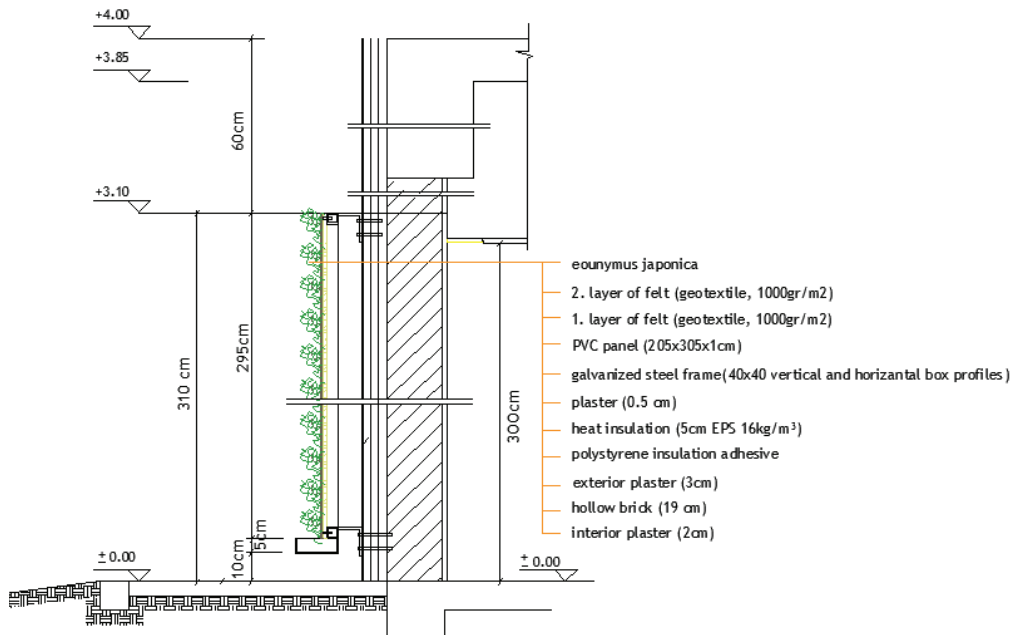 +4.00
+3.85
60cm
+3.10
310 cm
295cm
300cm
5cm
10cm
± 0.00
± 0.00
eounymus japonica
2. layer of felt (geotextile, 1000gr/m2)
1. layer of felt (geotextile, 1000gr/m2)
PVC panel (205x305x1cm)
galvanized steel frame(40x40 vertical and horizantal box profiles)
plaster (0.5 cm)
heat insulation (5cm EPS 16kg/m³)
polystyrene insulation adhesive
exterior plaster (3cm)
hollow brick (19 cm)
interior plaster (2cm)